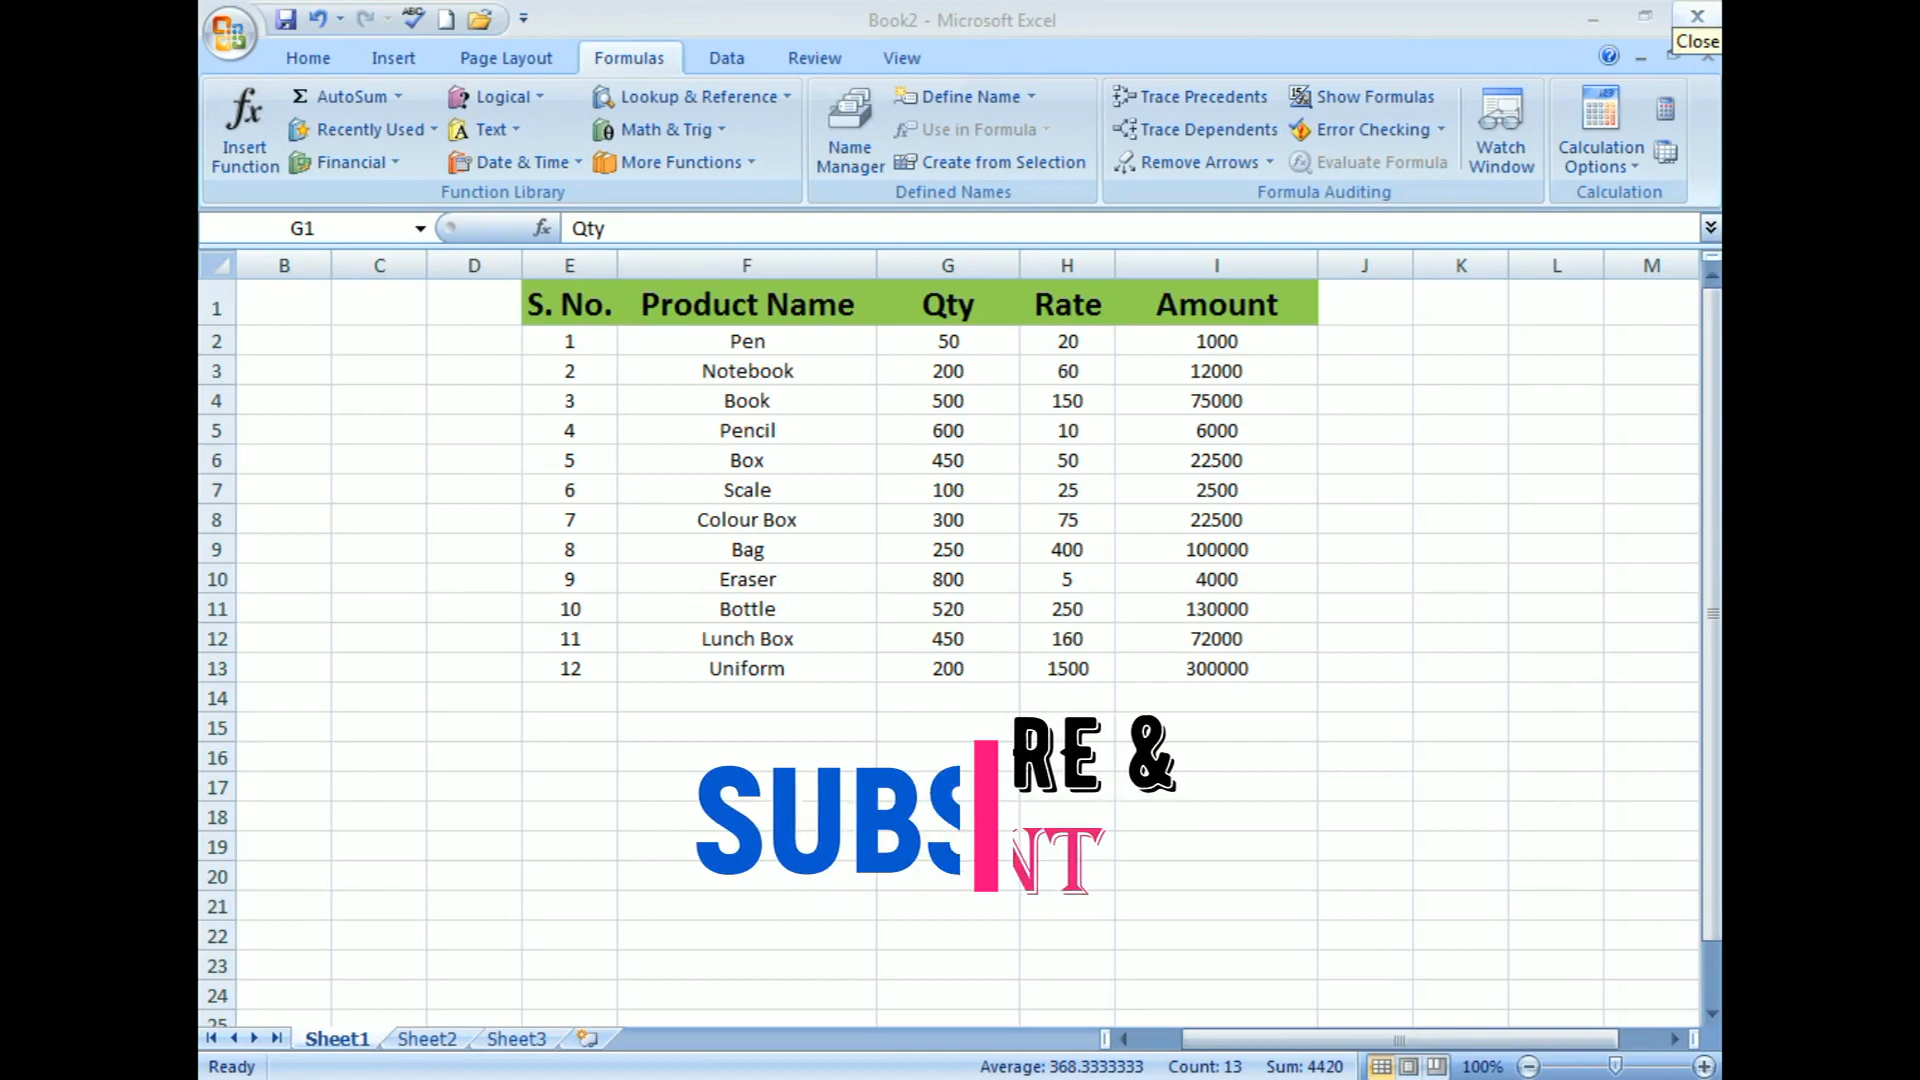 Book2 - Microsoft Excel
Close
Home Insert Page Layout Formulas Data Review View
fx Σ AutoSum Logical Lookup & Reference Define Name Trace Precedents Show Formulas
Recently Used Text Math & Trig Use in Formula Trace Dependents Error Checking
Insert Function Financial Date & Time More Functions Name Manager Create from Selection Remove Arrows Evaluate Formula Watch Window Calculation Options
Function Library Defined Names Formula Auditing Calculation
G1 fx Qty
B C D E F G H I J K L M
1 S. No. Product Name Qty Rate Amount
2 1 Pen 50 20 1000
3 2 Notebook 200 60 12000
4 3 Book 500 150 75000
5 4 Pencil 600 10 6000
6 5 Box 450 50 22500
7 6 Scale 100 25 2500
8 7 Colour Box 300 75 22500
9 8 Bag 250 400 100000
10 9 Eraser 800 5 4000
11 10 Bottle 520 250 130000
12 11 Lunch Box 450 160 72000
13 12 Uniform 200 1500 300000
14
15
RE &
16
17
SUBS
18
19
NT
20
21
22
23
24
25
Sheet1 Sheet2 Sheet3
Ready Average: 368.3333333 Count: 13 Sum: 4420 100%